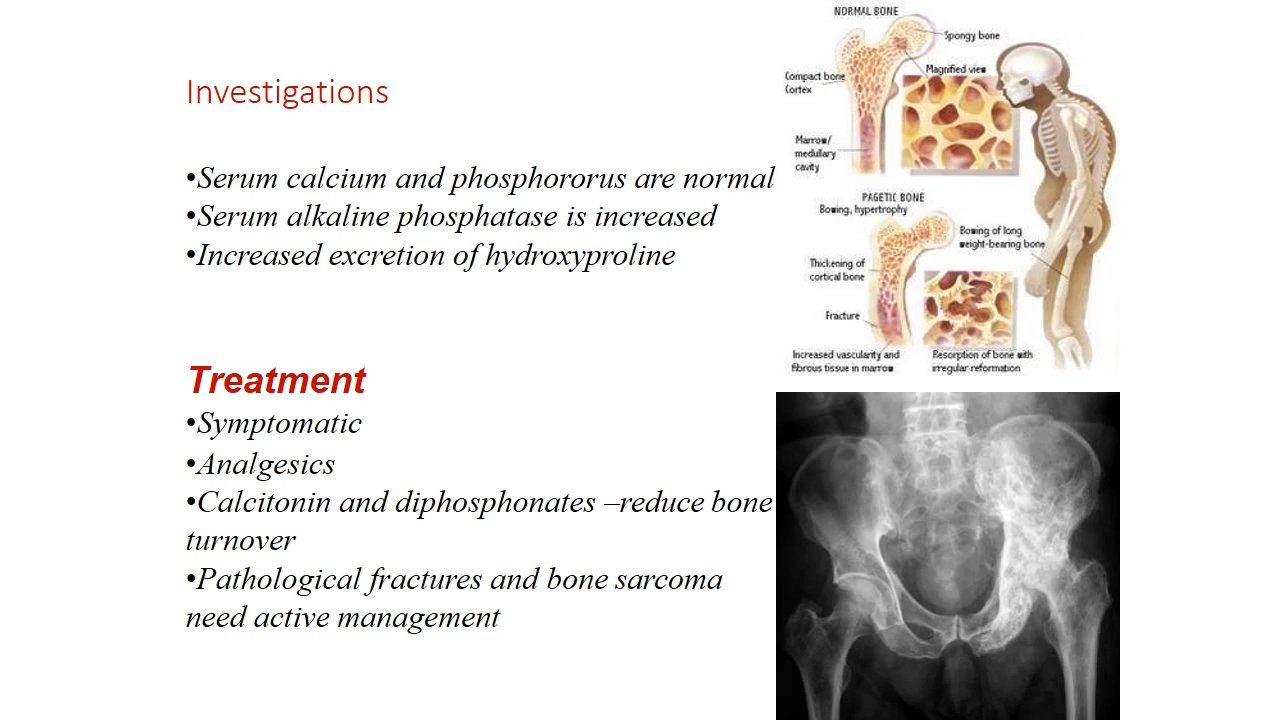 Investigations
•Serum calcium and phosphororus are normal
•Serum alkaline phosphatase is increased
•Increased excretion of hydroxyproline
Treatment
•Symptomatic
•Analgesics
•Calcitonin and diphosphonates –reduce bone
turnover
•Pathological fractures and bone sarcoma
need active management
NORMAL BONE
Spongy bone
Magnified view
Compact bone
Cortex
Marrow/
medullary
cavity
PAGETIC BONE
Bowing, hypertrophy
Bowing of long
weight-bearing bone
Thickening of
cortical bone
Fracture
Increased vascularity and
fibrous tissue in marrow
Resorption of bone with
irregular reformation